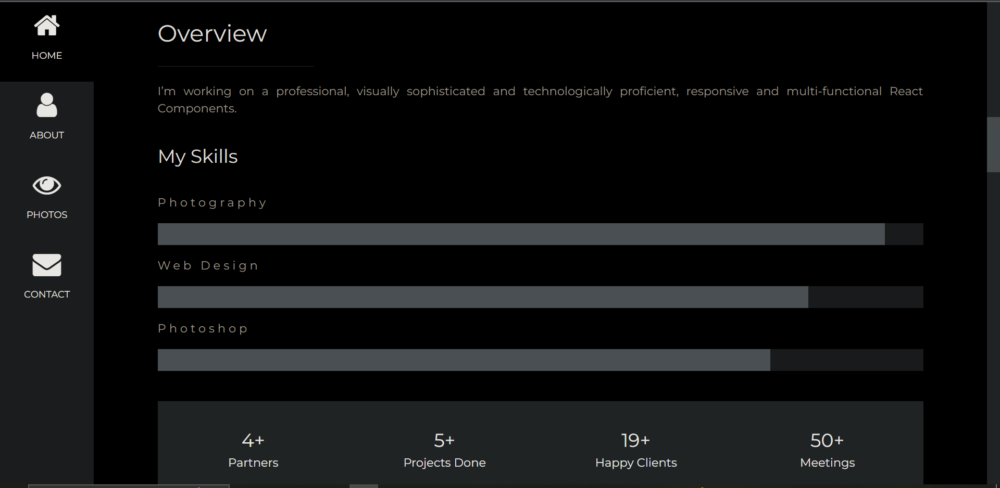 HOME
ABOUT
PHOTOS
CONTACT
Overview
I’m working on a professional, visually sophisticated and technologically proficient, responsive and multi-functional React
Components.
My Skills
Photography
Web Design
Photoshop
4+
Partners
5+
Projects Done
19+
Happy Clients
50+
Meetings